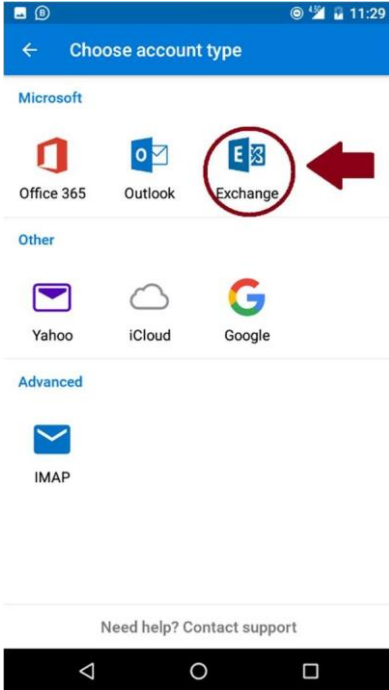 11:29
Choose account type
Microsoft
Office 365 Outlook Exchange
Other
Yahoo iCloud Google
Advanced
IMAP
Need help? Contact support